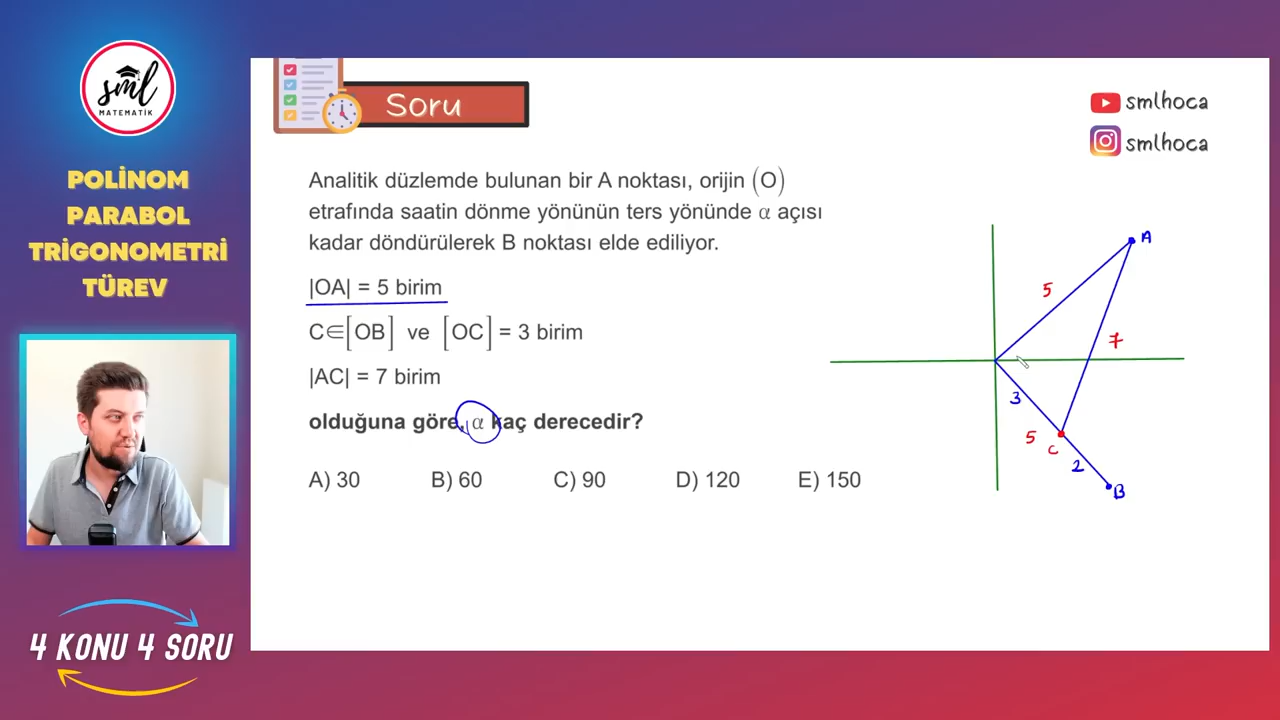 sml
MATEMATİK
POLİNOM
PARABOL
TRİGONOMETRİ
TÜREV
4 KONU 4 SORU
Soru
smlhoca
smlhoca
Analitik düzlemde bulunan bir A noktası, orijin (O)
etrafında saatin dönme yönünün ters yönünde α açısı
kadar döndürülerek B noktası elde ediliyor.
|OA| = 5 birim
C∈[OB] ve [OC] = 3 birim
|AC| = 7 birim
olduğuna göre, α kaç derecedir?
A) 30 B) 60 C) 90 D) 120 E) 150
A
5
7
3
5
C
2
B